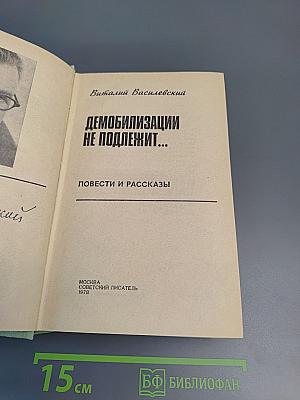 Виталий Василевский
ДЕМОБИЛИЗАЦИИ
НЕ ПОДЛЕЖИТ...
ПОВЕСТИ И РАССКАЗЫ
МОСКВА
СОВЕТСКИЙ ПИСАТЕЛЬ
1978
15 см
БФ БИБЛИОФАН